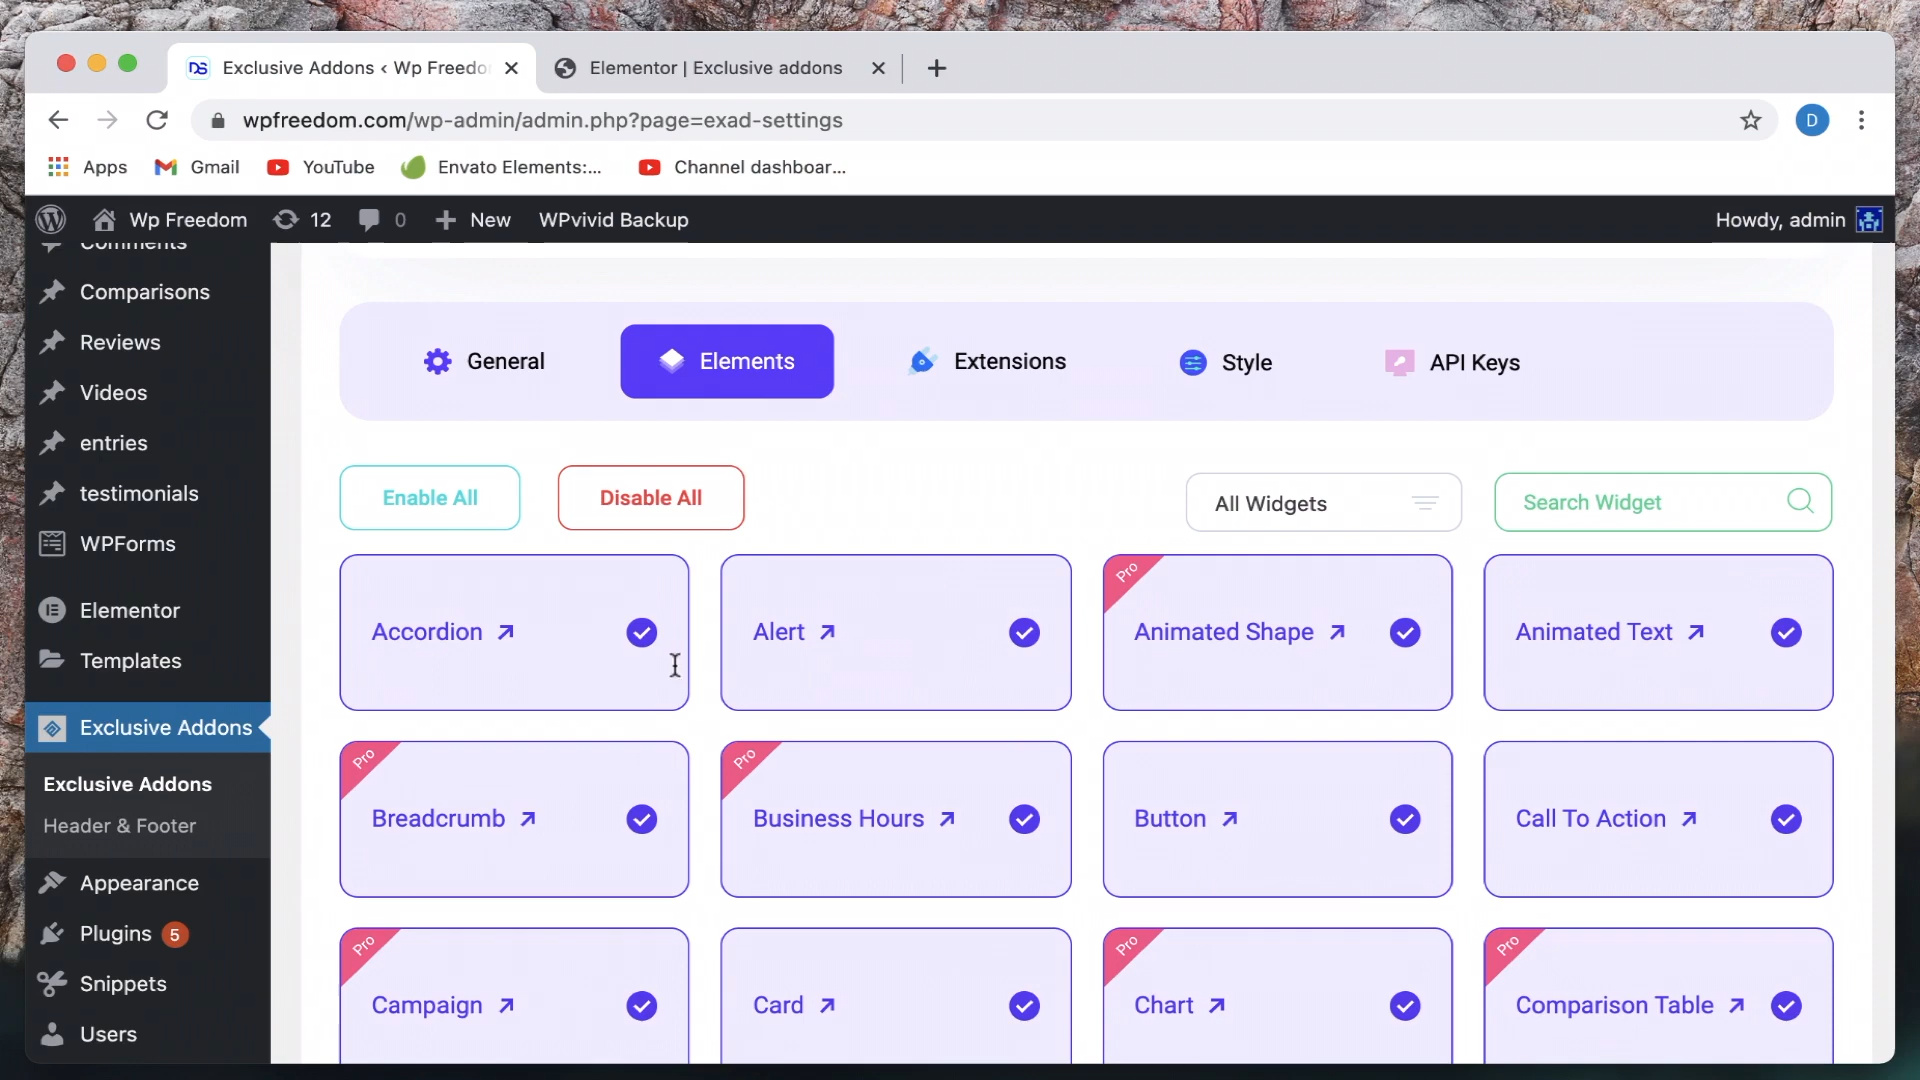 Exclusive Addons < Wp Freedo
Elementor | Exclusive addons
wpfreedom.com/wp-admin/admin.php?page=exad-settings
D
Apps
Gmail
YouTube
Envato Elements:...
Channel dashboar...
Wp Freedom
12
0
New
WPvivid Backup
Howdy, admin
Comments
Comparisons
Reviews
Videos
entries
testimonials
WPForms
Elementor
Templates
Exclusive Addons
Exclusive Addons
Header & Footer
Appearance
Plugins 5
Snippets
Users
General
Elements
Extensions
Style
API Keys
Enable All
Disable All
All Widgets
Search Widget
Accordion
Alert
Pro
Animated Shape
Animated Text
Pro
Breadcrumb
Pro
Business Hours
Button
Call To Action
Pro
Campaign
Card
Pro
Chart
Pro
Comparison Table